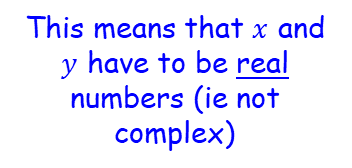 This means that x and
y have to be real
numbers (ie not
complex)